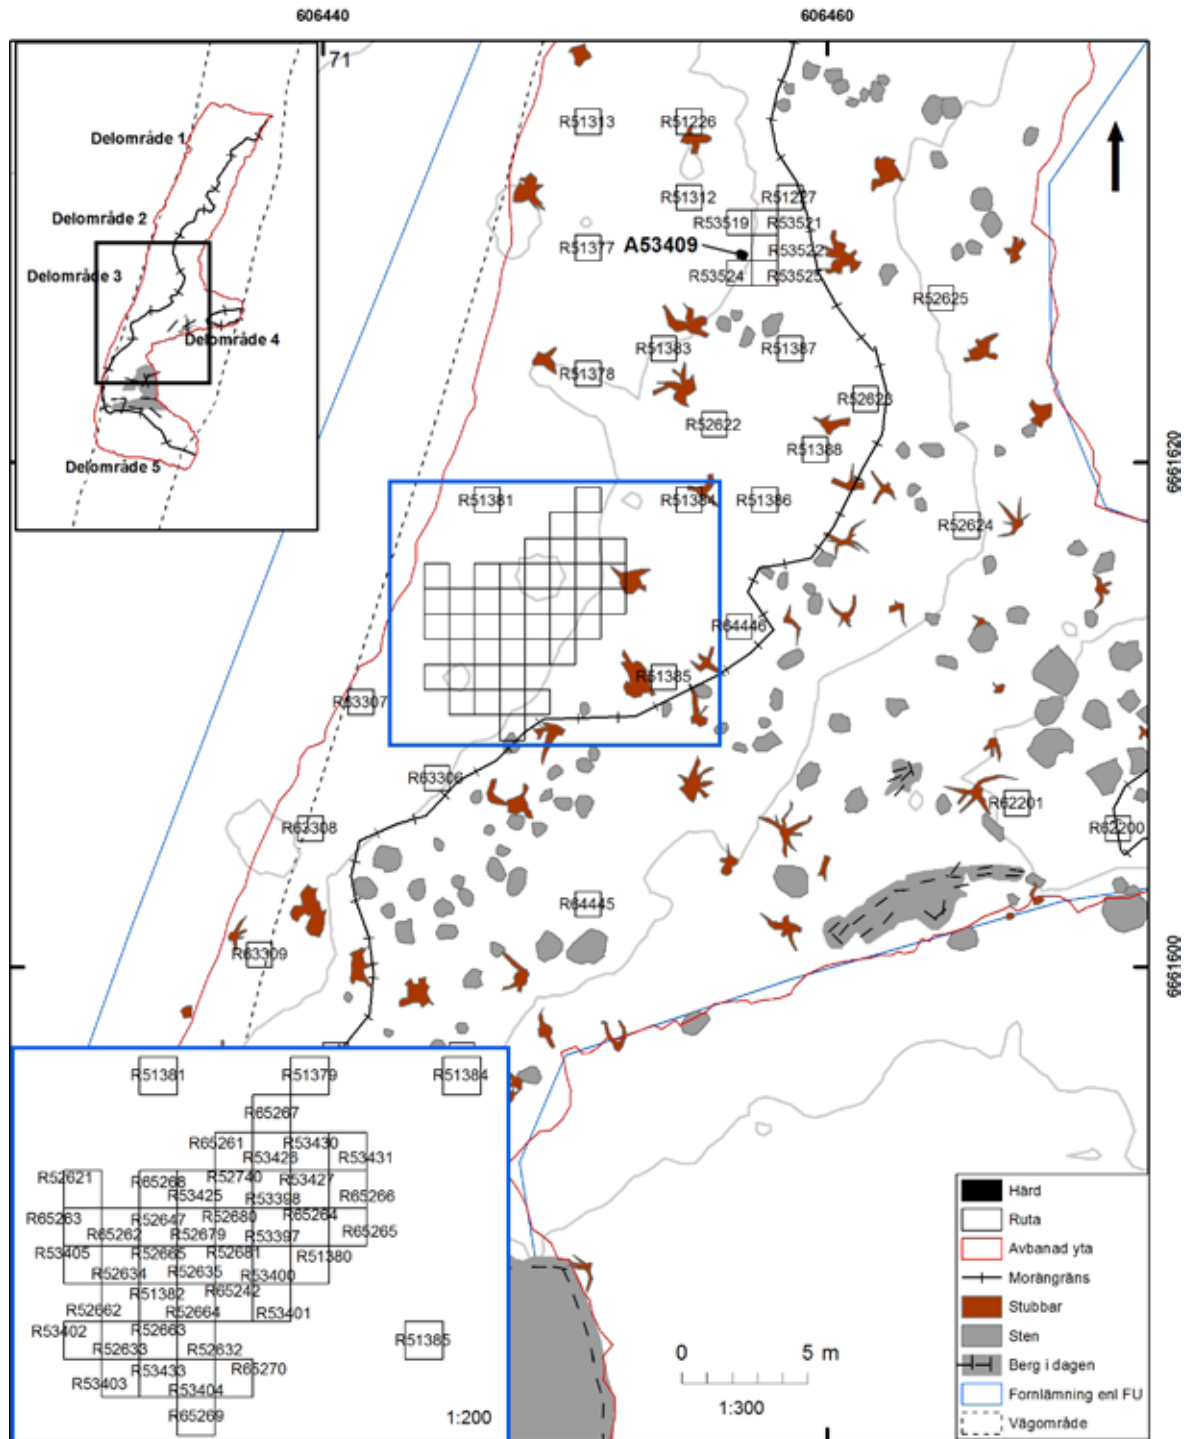 606440
606460
71
Delområde 1
Delområde 2
Delområde 3
Delområde 4
Delområde 5
R51313
R51226
R51312
R51227
R53519
R53521
R51377
A53409
R53522
R53524
R53525
R52625
R51383
R51387
R51378
R52623
R52622
R51388
6661620
R51381
R51384
R51386
R52624
R64446
R51385
R53307
R63306
R62201
R63308
R62200
R64445
R63309
6661600
R51381
R51379
R51384
R65267
R65261
R53430
R53428
R53431
R52621
R65268
R52740
R53427
R53425
R53398
R65266
R65263
R52647
R52680
R65264
R65262
R52679
R53397
R65265
R53405
R52665
R52681
R51380
R52634
R52635
R53400
R51382
R65242
R52662
R52664
R53401
R53402
R52663
R51385
R52633
R52632
R53433
R65270
R53403
R53404
R65269
1:200
0 5 m
1:300
Härd
Ruta
Avbanad yta
Morängräns
Stubbar
Sten
Berg i dagen
Fornlämning enl FU
Vägområde